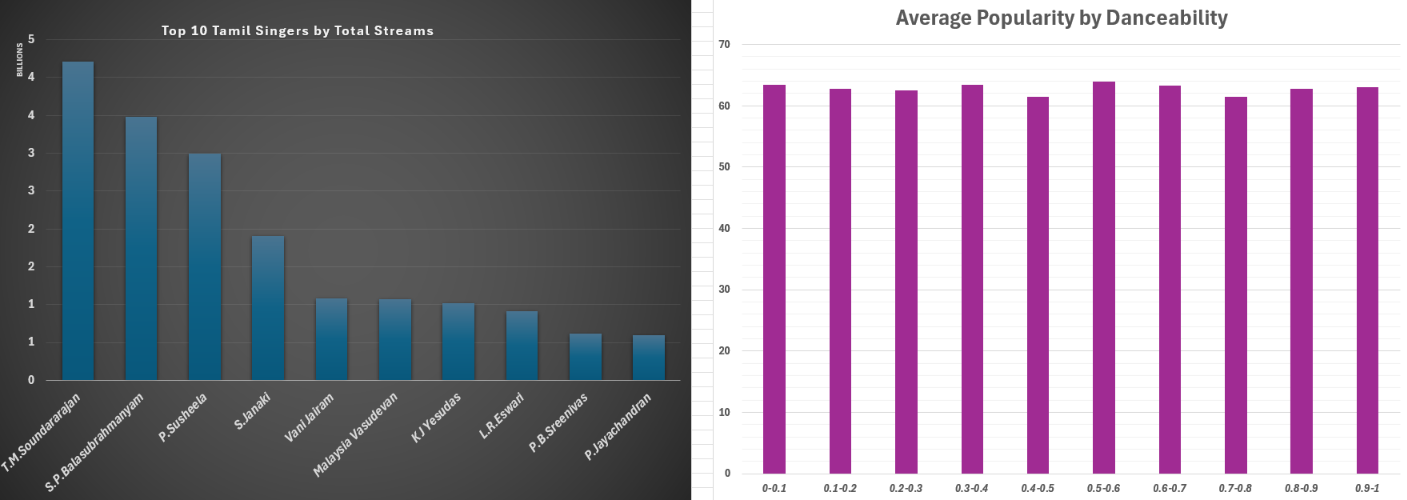 Top 10 Tamil Singers by Total Streams
BILLIONS
5
4
4
3
3
2
2
1
1
0
T.M.Soundararajan
S.P.Balasubrahmanyam
P.Susheela
S.Janaki
Vani Jairam
Malaysia Vasudevan
KJ Yesudas
L.R.Eswari
P.B.Sreenivas
P.Jayachandran
Average Popularity by Danceability
70
60
50
40
30
20
10
0
0-0.1
0.1-0.2
0.2-0.3
0.3-0.4
0.4-0.5
0.5-0.6
0.6-0.7
0.7-0.8
0.8-0.9
0.9-1